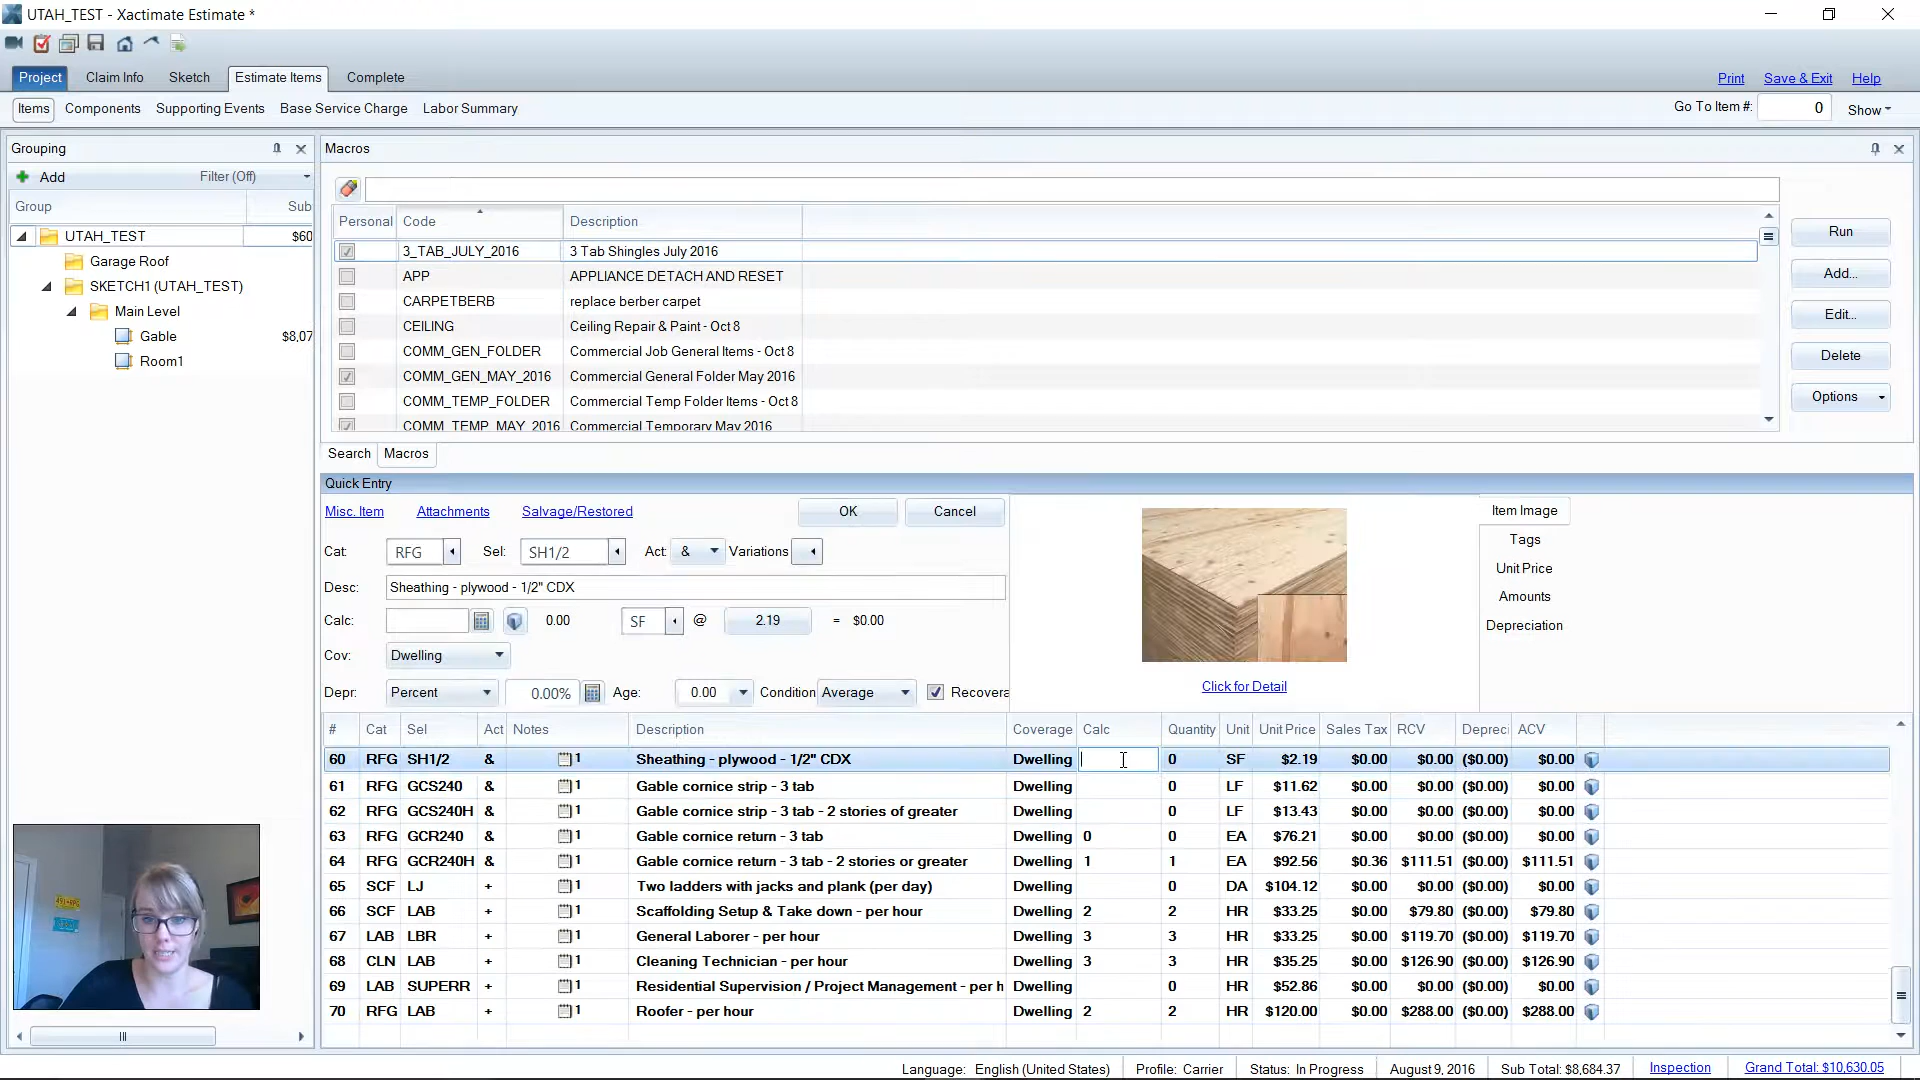 UTAH_TEST - Xactimate Estimate *
Project Claim Info Sketch Estimate Items Complete
Print Save & Exit Help
Items Components Supporting Events Base Service Charge Labor Summary
Go To Item #: 0 Show
Grouping
Add Filter (Off)
Group Sub
UTAH_TEST $60
Garage Roof
SKETCH1 (UTAH_TEST)
Main Level
Gable $8,07
Room1
Macros
Personal Code Description
3_TAB_JULY_2016 3 Tab Shingles July 2016
APP APPLIANCE DETACH AND RESET
CARPETBERB replace berber carpet
CEILING Ceiling Repair & Paint - Oct 8
COMM_GEN_FOLDER Commercial Job General Items - Oct 8
COMM_GEN_MAY_2016 Commercial General Folder May 2016
COMM_TEMP_FOLDER Commercial Temp Folder Items - Oct 8
COMM_TEMP_MAY_2016 Commercial Temporary May 2016
Run
Add...
Edit...
Delete
Options
Search Macros
Quick Entry
Misc. Item Attachments Salvage/Restored OK Cancel
Cat: RFG Sel: SH1/2 Act: & Variations
Desc: Sheathing - plywood - 1/2" CDX
Calc: 0.00 SF @ 2.19 = $0.00
Cov: Dwelling
Depr: Percent 0.00% Age: 0.00 Condition Average Recovera
Click for Detail
Item Image
Tags
Unit Price
Amounts
Depreciation
# Cat Sel Act Notes Description Coverage Calc Quantity Unit Unit Price Sales Tax RCV Depreci ACV
60 RFG SH1/2 & 1 Sheathing - plywood - 1/2" CDX Dwelling 0 SF $2.19 $0.00 $0.00 ($0.00) $0.00
61 RFG GCS240 & 1 Gable cornice strip - 3 tab Dwelling 0 LF $11.62 $0.00 $0.00 ($0.00) $0.00
62 RFG GCS240H & 1 Gable cornice strip - 3 tab - 2 stories of greater Dwelling 0 LF $13.43 $0.00 $0.00 ($0.00) $0.00
63 RFG GCR240 & 1 Gable cornice return - 3 tab Dwelling 0 0 EA $76.21 $0.00 $0.00 ($0.00) $0.00
64 RFG GCR240H & 1 Gable cornice return - 3 tab - 2 stories or greater Dwelling 1 1 EA $92.56 $0.36 $111.51 ($0.00) $111.51
65 SCF LJ + 1 Two ladders with jacks and plank (per day) Dwelling 0 DA $104.12 $0.00 $0.00 ($0.00) $0.00
66 SCF LAB + 1 Scaffolding Setup & Take down - per hour Dwelling 2 2 HR $33.25 $0.00 $79.80 ($0.00) $79.80
67 LAB LBR + 1 General Laborer - per hour Dwelling 3 3 HR $33.25 $0.00 $119.70 ($0.00) $119.70
68 CLN LAB + 1 Cleaning Technician - per hour Dwelling 3 3 HR $35.25 $0.00 $126.90 ($0.00) $126.90
69 LAB SUPERR + 1 Residential Supervision / Project Management - per h Dwelling 0 HR $52.86 $0.00 $0.00 ($0.00) $0.00
70 RFG LAB + 1 Roofer - per hour Dwelling 2 2 HR $120.00 $0.00 $288.00 ($0.00) $288.00
Language: English (United States) Profile: Carrier Status: In Progress August 9, 2016 Sub Total: $8,684.37 Inspection Grand Total: $10,630.05